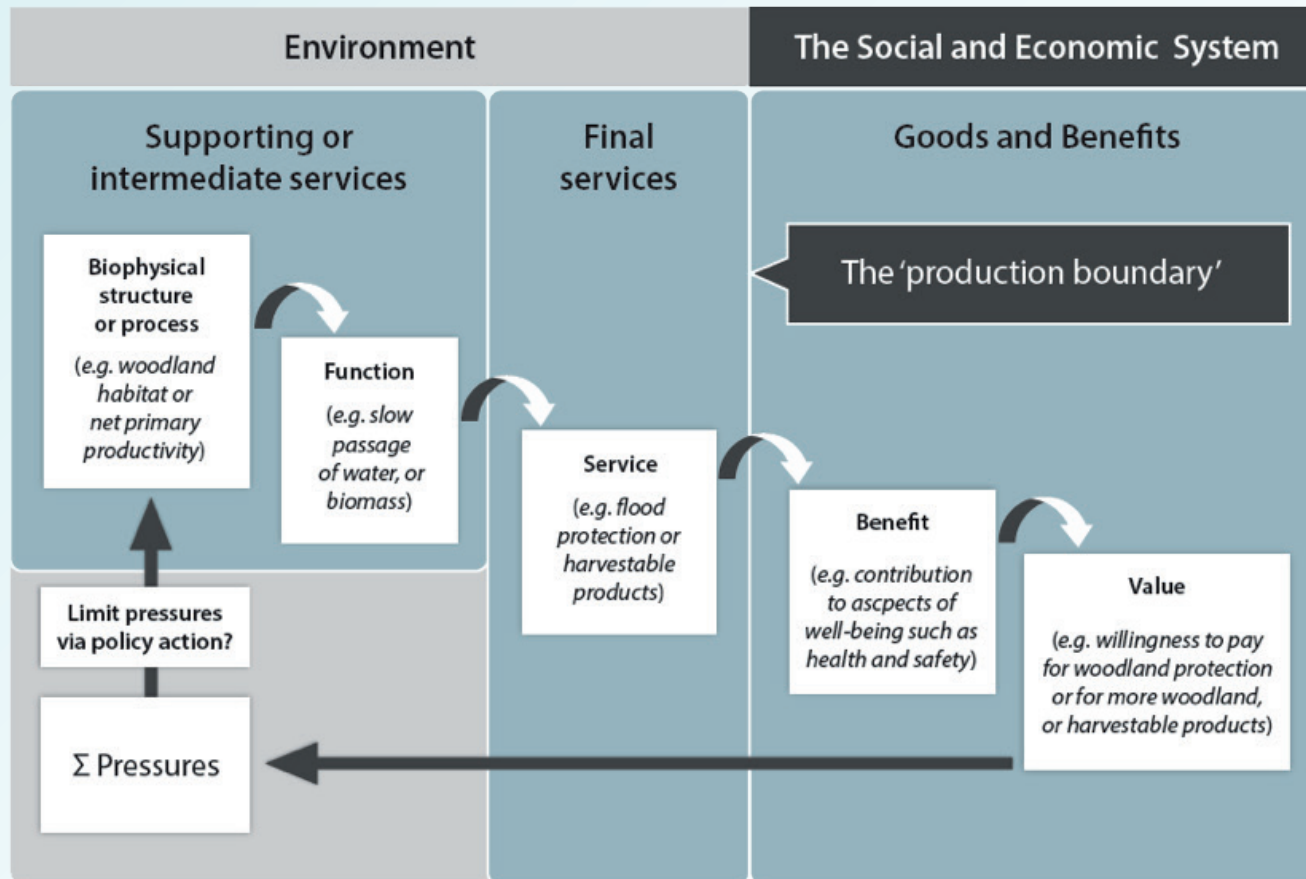 Environment
The Social and Economic System
Supporting or
intermediate services
Final
services
Goods and Benefits
The ‘production boundary’
Biophysical
structure
or process
(e.g. woodland
habitat or
net primary
productivity)
Function
(e.g. slow
passage
of water, or
biomass)
Service
(e.g. flood
protection or
harvestable
products)
Benefit
(e.g. contribution
to ascpects of
well-being such as
health and safety)
Value
(e.g. willingness to pay
for woodland protection
or for more woodland,
or harvestable products)
Limit pressures
via policy action?
Σ Pressures